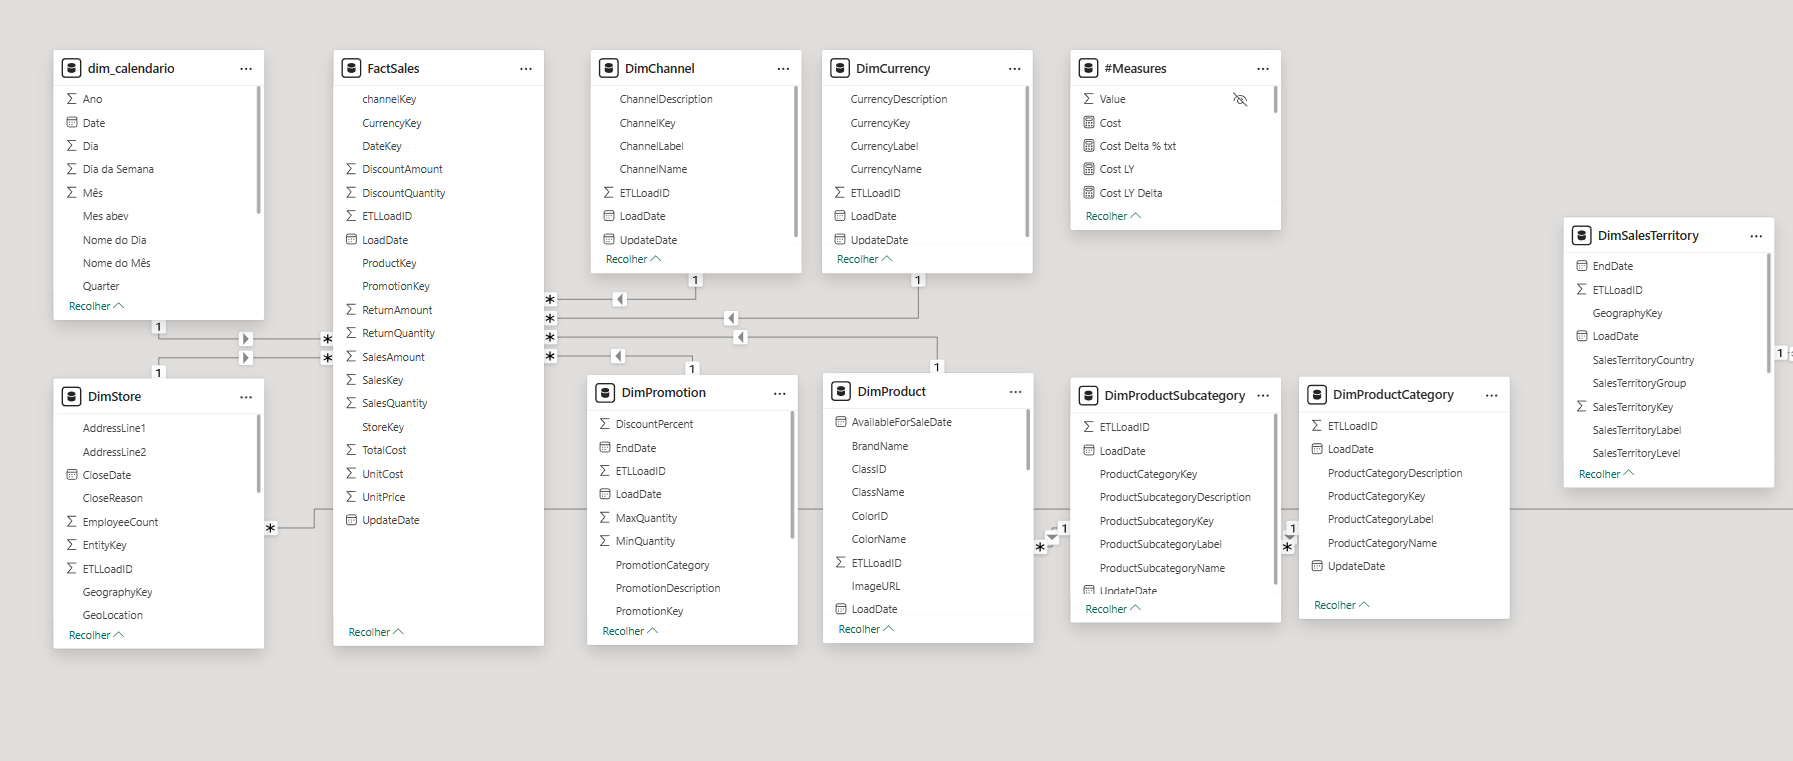 dim_calendario
Ano
Date
Dia
Dia da Semana
Mês
Mes abev
Nome do Dia
Nome do Mês
Quarter
Recolher
1
*
FactSales
channelKey
CurrencyKey
DateKey
DiscountAmount
DiscountQuantity
ETLLoadID
LoadDate
ProductKey
PromotionKey
ReturnAmount
ReturnQuantity
SalesAmount
SalesKey
SalesQuantity
StoreKey
TotalCost
UnitCost
UnitPrice
UpdateDate
Recolher
DimChannel
ChannelDescription
ChannelKey
ChannelLabel
ChannelName
ETLLoadID
LoadDate
UpdateDate
Recolher
1
*
DimCurrency
CurrencyDescription
CurrencyKey
CurrencyLabel
CurrencyName
ETLLoadID
LoadDate
UpdateDate
Recolher
1
*
#Measures
Value
Cost
Cost Delta % txt
Cost LY
Cost LY Delta
Recolher
DimSalesTerritory
EndDate
ETLLoadID
GeographyKey
LoadDate
SalesTerritoryCountry
SalesTerritoryGroup
SalesTerritoryKey
SalesTerritoryLabel
SalesTerritoryLevel
Recolher
1
1
*
DimStore
AddressLine1
AddressLine2
CloseDate
CloseReason
EmployeeCount
EntityKey
ETLLoadID
GeographyKey
GeoLocation
Recolher
*
1
*
DimPromotion
DiscountPercent
EndDate
ETLLoadID
LoadDate
MaxQuantity
MinQuantity
PromotionCategory
PromotionDescription
PromotionKey
Recolher
1
*
DimProduct
AvailableForSaleDate
BrandName
ClassID
ClassName
ColorID
ColorName
ETLLoadID
ImageURL
LoadDate
Recolher
*
1
DimProductSubcategory
ETLLoadID
LoadDate
ProductCategoryKey
ProductSubcategoryDescription
ProductSubcategoryKey
ProductSubcategoryLabel
ProductSubcategoryName
UpdateDate
Recolher
1
*
DimProductCategory
ETLLoadID
LoadDate
ProductCategoryDescription
ProductCategoryKey
ProductCategoryLabel
ProductCategoryName
UpdateDate
Recolher